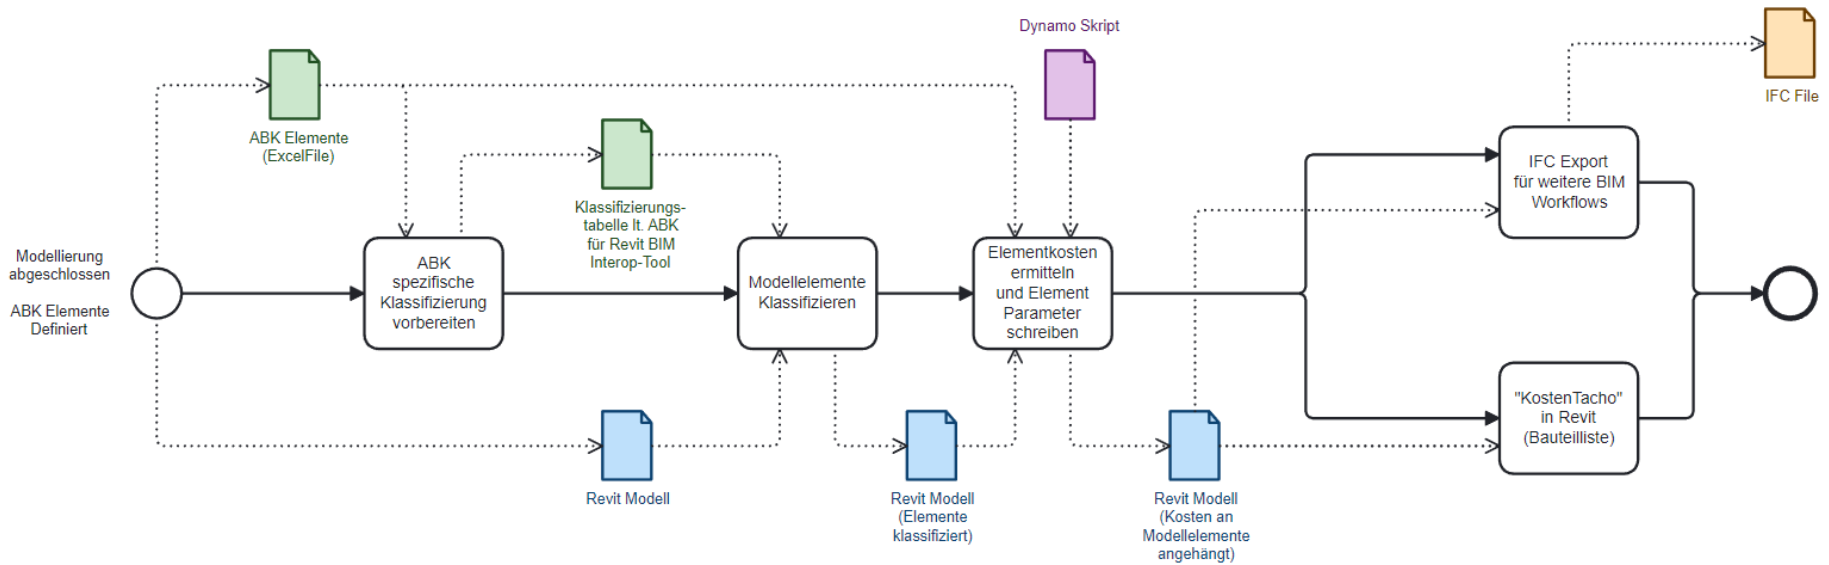 Dynamo Skript
IFC File
ABK Elemente
(ExcelFile)
IFC Export
für weitere BIM
Workflows
Klassifizierungs-
tabelle lt. ABK
für Revit BIM
Interop-Tool
Modellierung
abgeschlossen
ABK Elemente
Definiert
ABK
spezifische
Klassifizierung
vorbereiten
Modellelemente
Klassifizieren
Elementkosten
ermitteln
und Element
Parameter
schreiben
"KostenTacho"
in Revit
(Bauteilliste)
Revit Modell
Revit Modell
(Elemente
klassifiziert)
Revit Modell
(Kosten an
Modellelemente
angehängt)